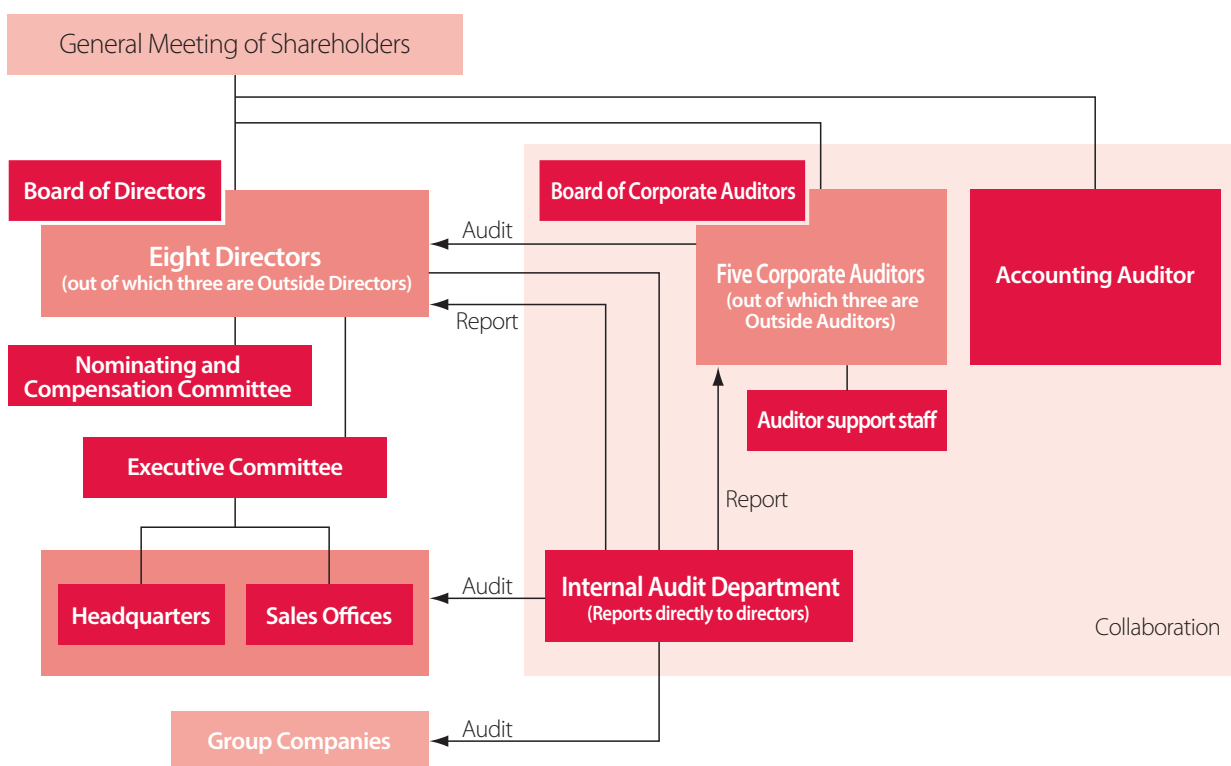 General Meeting of Shareholders
Board of Directors
Eight Directors
(out of which three are Outside Directors)
Audit
Report
Board of Corporate Auditors
Five Corporate Auditors
(out of which three are
Outside Auditors)
Accounting Auditor
Nominating and
Compensation Committee
Auditor support staff
Executive Committee
Report
Headquarters
Sales Offices
Audit
Internal Audit Department
(Reports directly to directors)
Collaboration
Group Companies
Audit